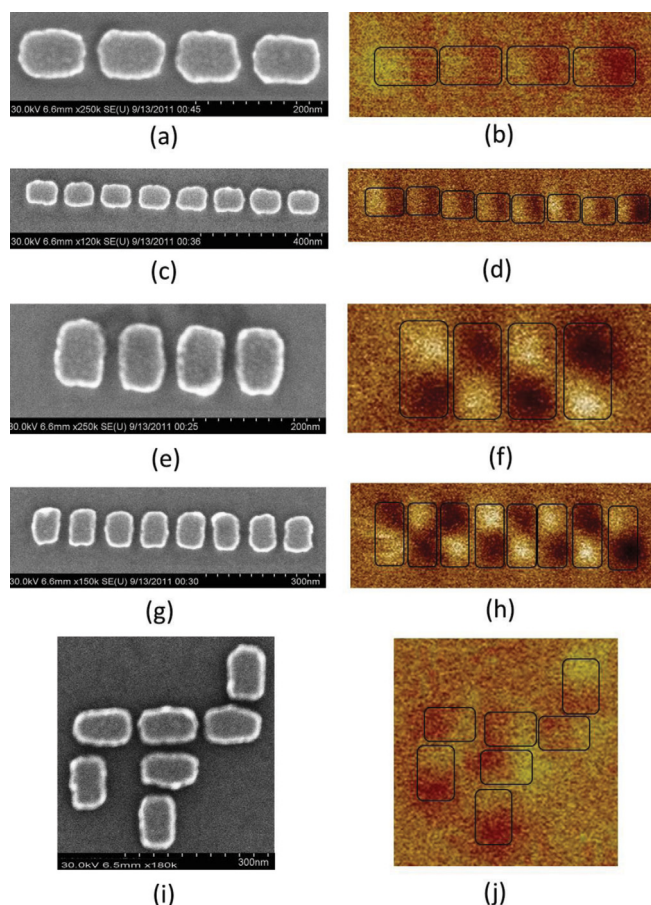 30.0kV 6.6mm x250k SE(U) 9/13/2011 00:45 200nm
(a)
(b)
30.0kV 6.6mm x120k SE(U) 9/13/2011 00:36 400nm
(c)
(d)
30.0kV 6.6mm x250k SE(U) 9/13/2011 00:25 200nm
(e)
(f)
30.0kV 6.6mm x150k SE(U) 9/13/2011 00:30 300nm
(g)
(h)
30.0kV 6.5mm x180k 300nm
(i)
(j)